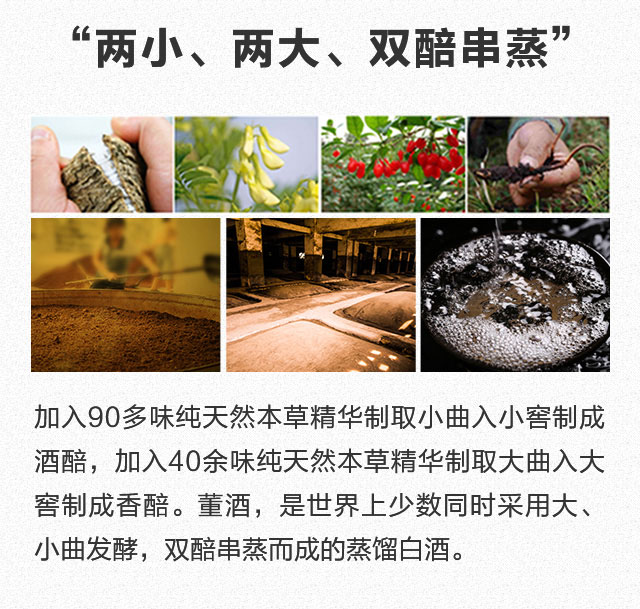 “两小、两大、双醅串蒸”
加入90多味纯天然本草精华制取小曲入小窖制成
酒醅，加入40余味纯天然本草精华制取大曲入大
窖制成香醅。董酒，是世界上少数同时采用大、
小曲发酵，双醅串蒸而成的蒸馏白酒。